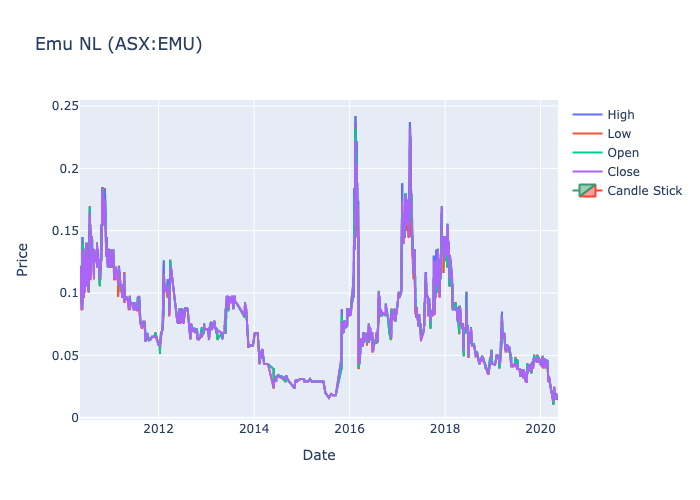 Emu NL (ASX:EMU)
High
Low
Open
Close
Candle Stick
0.25
0.2
0.15
0.1
0.05
0
Price
2012
2014
2016
2018
2020
Date